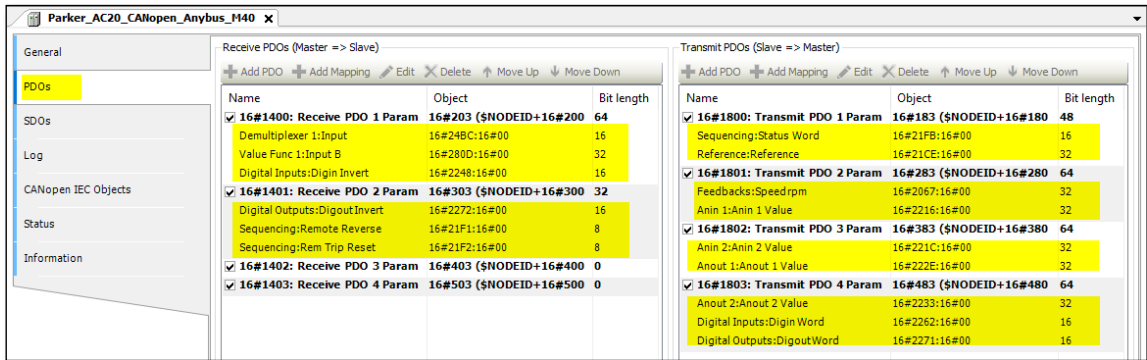 Parker_AC20_CANopen_Anybus_M40 X
General
PDOs
SDOs
Log
CANopen IEC Objects
Status
Information
Receive PDOs (Master => Slave)
Add PDO Add Mapping Edit Delete Move Up Move Down
Name Object Bit length
16#1400: Receive PDO 1 Param 16#203 ($NODEID+16#200 64
Demultiplexer 1:Input 16#24BC:16#00 16
Value Func 1:Input B 16#280D:16#00 32
Digital Inputs:Digin Invert 16#2248:16#00 16
16#1401: Receive PDO 2 Param 16#303 ($NODEID+16#300 32
Digital Outputs:DigoutInvert 16#2272:16#00 16
Sequencing:Remote Reverse 16#21F1:16#00 8
Sequencing:Rem Trip Reset 16#21F2:16#00 8
16#1402: Receive PDO 3 Param 16#403 ($NODEID+16#400 0
16#1403: Receive PDO 4 Param 16#503 ($NODEID+16#500 0
Transmit PDOs (Slave => Master)
Add PDO Add Mapping Edit Delete Move Up Move Down
Name Object Bit length
16#1800: Transmit PDO 1 Param 16#183 ($NODEID+16#180 48
Sequencing:Status Word 16#21FB:16#00 16
Reference:Reference 16#21CE:16#00 32
16#1801: Transmit PDO 2 Param 16#283 ($NODEID+16#280 64
Feedbacks:Speedrpm 16#2067:16#00 32
Anin 1:Anin 1 Value 16#2216:16#00 32
16#1802: Transmit PDO 3 Param 16#383 ($NODEID+16#380 64
Anin 2:Anin 2 Value 16#221C:16#00 32
Anout 1:Anout 1 Value 16#222E:16#00 32
16#1803: Transmit PDO 4 Param 16#483 ($NODEID+16#480 64
Anout 2:Anout 2 Value 16#2233:16#00 32
Digital Inputs:Digin Word 16#2262:16#00 16
Digital Outputs:DigoutWord 16#2271:16#00 16